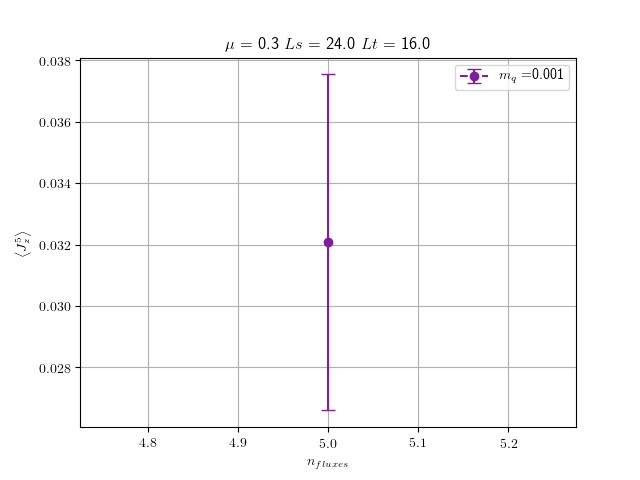 μ = 0.3 Ls = 24.0 Lt = 16.0
m_q =0.001
0.038
0.036
0.034
0.032
0.030
0.028
⟨J_z^5⟩
4.8 4.9 5.0 5.1 5.2
n_fluxes